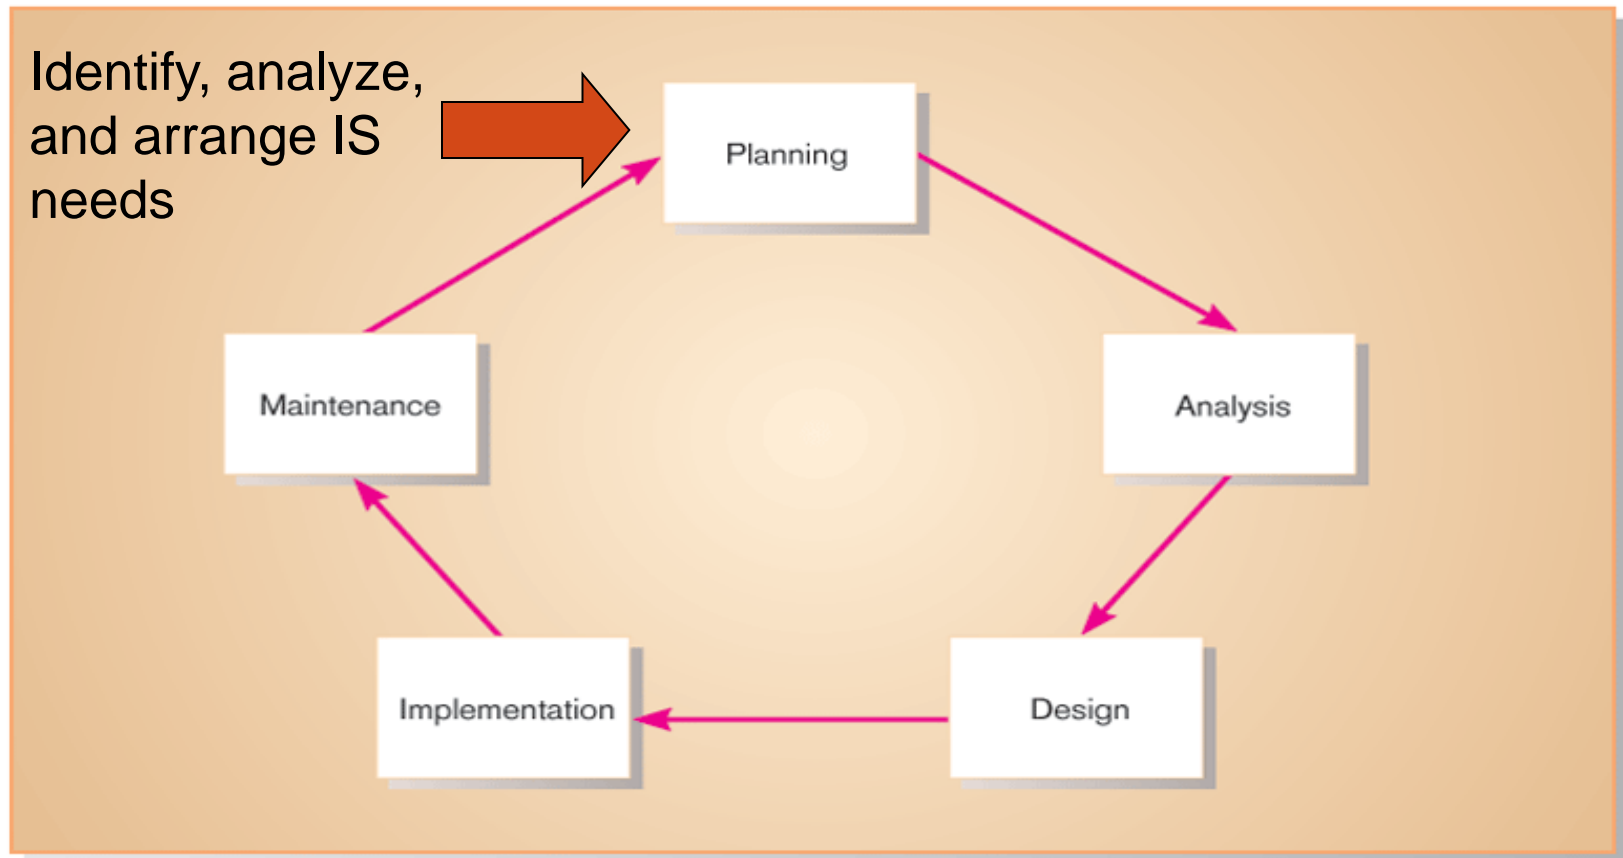 Identify, analyze,
and arrange IS
needs
Planning
Maintenance
Analysis
Implementation
Design